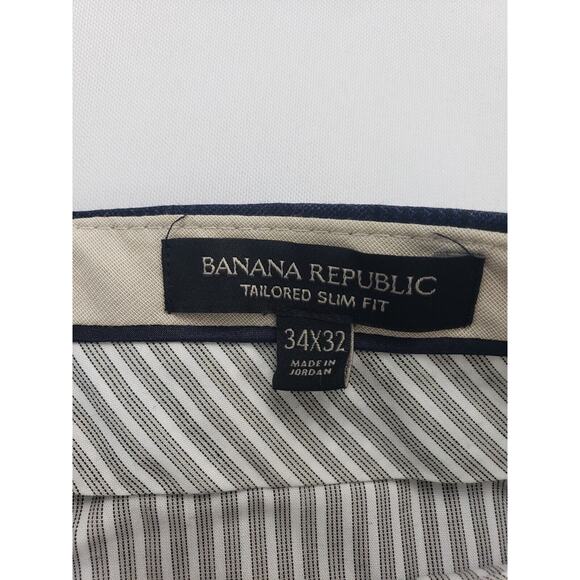 BANANA REPUBLIC
TAILORED SLIM FIT
34X32
MADE IN
JORDAN